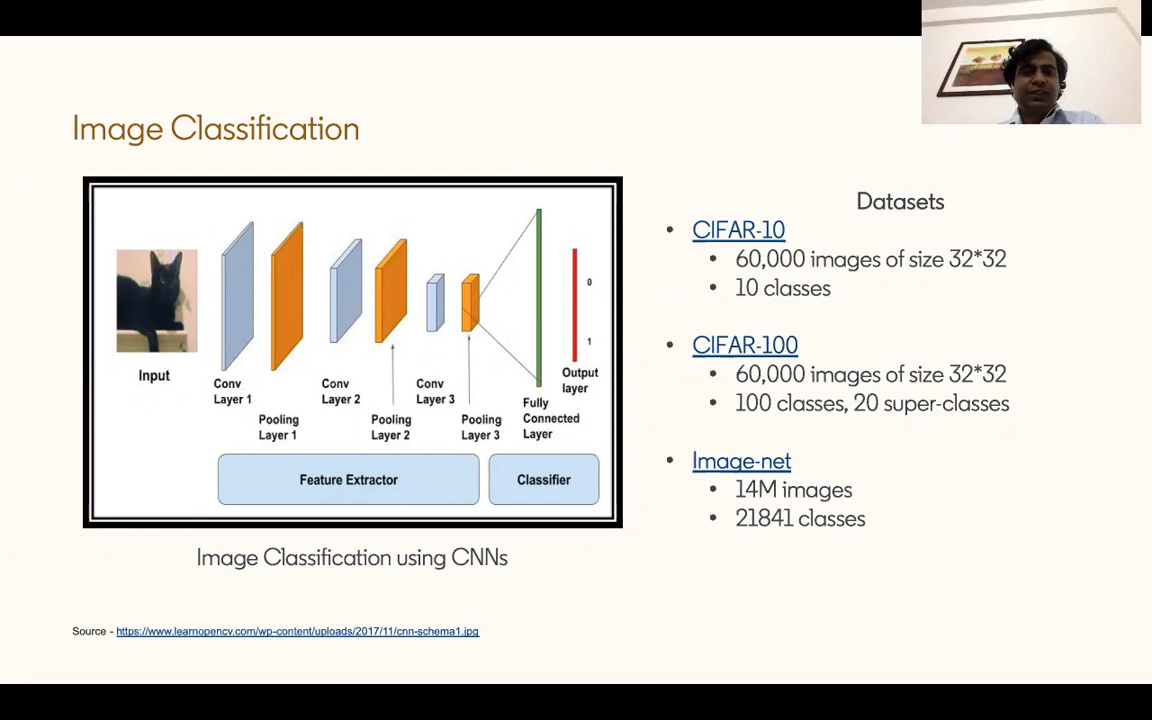 Image Classification
Input
Conv
Layer 1
Pooling
Layer 1
Conv
Layer 2
Pooling
Layer 2
Conv
Layer 3
Pooling
Layer 3
Fully
Connected
Layer
Output
layer
0
1
Feature Extractor
Classifier
Image Classification using CNNs
Datasets
• CIFAR-10
• 60,000 images of size 32*32
• 10 classes
• CIFAR-100
• 60,000 images of size 32*32
• 100 classes, 20 super-classes
• Image-net
• 14M images
• 21841 classes
Source - https://www.learnopencv.com/wp-content/uploads/2017/11/cnn-schema1.jpg